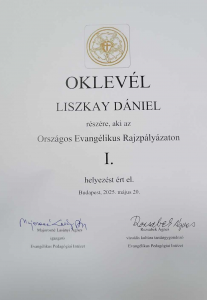 OKLEVÉL
LISZKAY DÁNIEL
részére, aki az
Országos Evangélikus Rajzpályázaton
I.
helyezést ért el.
Budapest, 2025. május 20.
igazgató
Evangélikus Pedagógiai Intézet
Evangélikus Pedagógiai Intézet